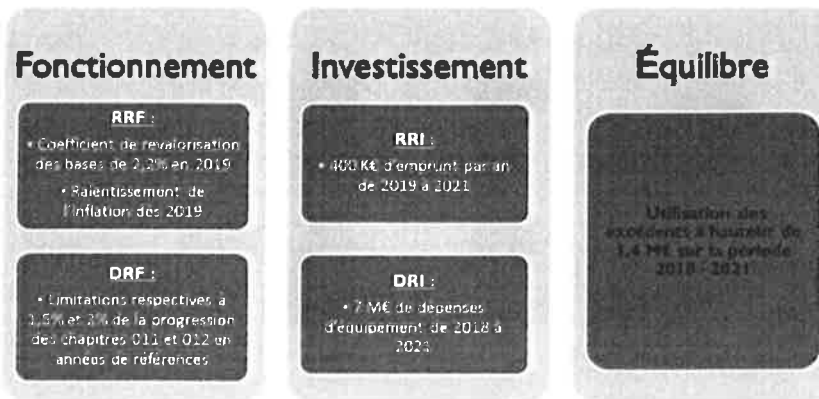 Fonctionnement
RRF :
• Coefficient de revalorisation
des bases de 2,2% en 2019
• Ralentissement de
l'inflation dès 2019
DRF :
• Limitations respectives à
1,5% et 2% de la progression
des chapitres 011 et 012 en
années de références
Investissement
RRI :
• 400 K€ d'emprunt par an
de 2019 à 2021
DRI :
• 7 M€ de dépenses
d'équipement de 2018 à
2021
Équilibre
Utilisation des
excédents à hauteur de
1,4 M€ sur la période
2018 - 2021